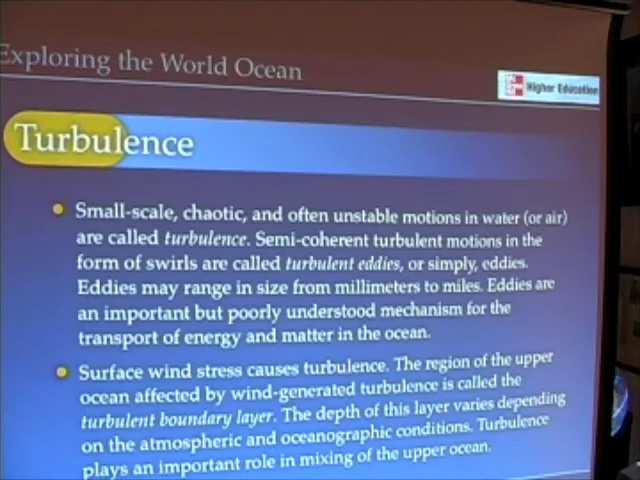 Exploring the World Ocean
Higher Education
Turbulence
Small-scale, chaotic, and often unstable motions in water (or air)
are called turbulence. Semi-coherent turbulent motions in the
form of swirls are called turbulent eddies, or simply, eddies.
Eddies may range in size from millimeters to miles. Eddies are
an important but poorly understood mechanism for the
transport of energy and matter in the ocean.
Surface wind stress causes turbulence. The region of the upper
ocean affected by wind-generated turbulence is called the
turbulent boundary layer. The depth of this layer varies depending
on the atmospheric and oceanographic conditions. Turbulence
plays an important role in mixing of the upper ocean.